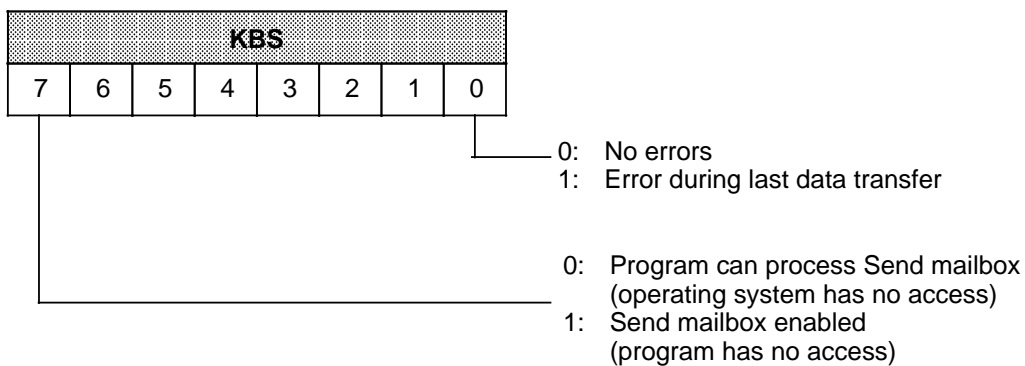 KBS
7 6 5 4 3 2 1 0
0: No errors
1: Error during last data transfer
0: Program can process Send mailbox
(operating system has no access)
1: Send mailbox enabled
(program has no access)